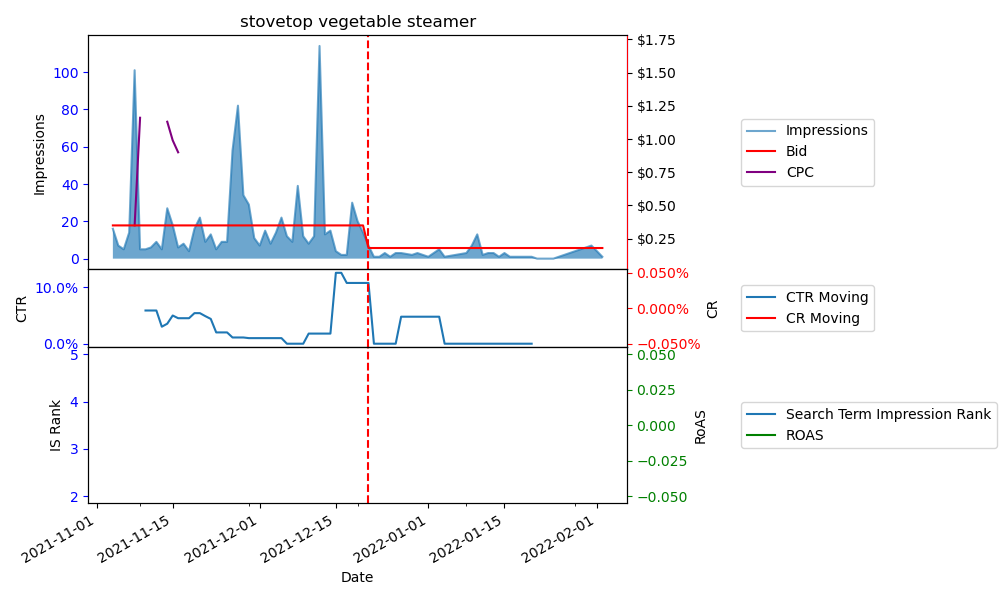 stovetop vegetable steamer
Impressions
100
80
60
40
20
0
$1.75
$1.50
$1.25
$1.00
$0.75
$0.50
$0.25
Impressions
Bid
CPC
CTR
10.0%
0.0%
0.050%
0.000%
−0.050%
CR
CTR Moving
CR Moving
IS Rank
5
4
3
2
0.050
0.025
0.000
−0.025
−0.050
RoAS
Search Term Impression Rank
ROAS
2021-11-01
2021-11-15
2021-12-01
2021-12-15
2022-01-01
2022-01-15
2022-02-01
Date